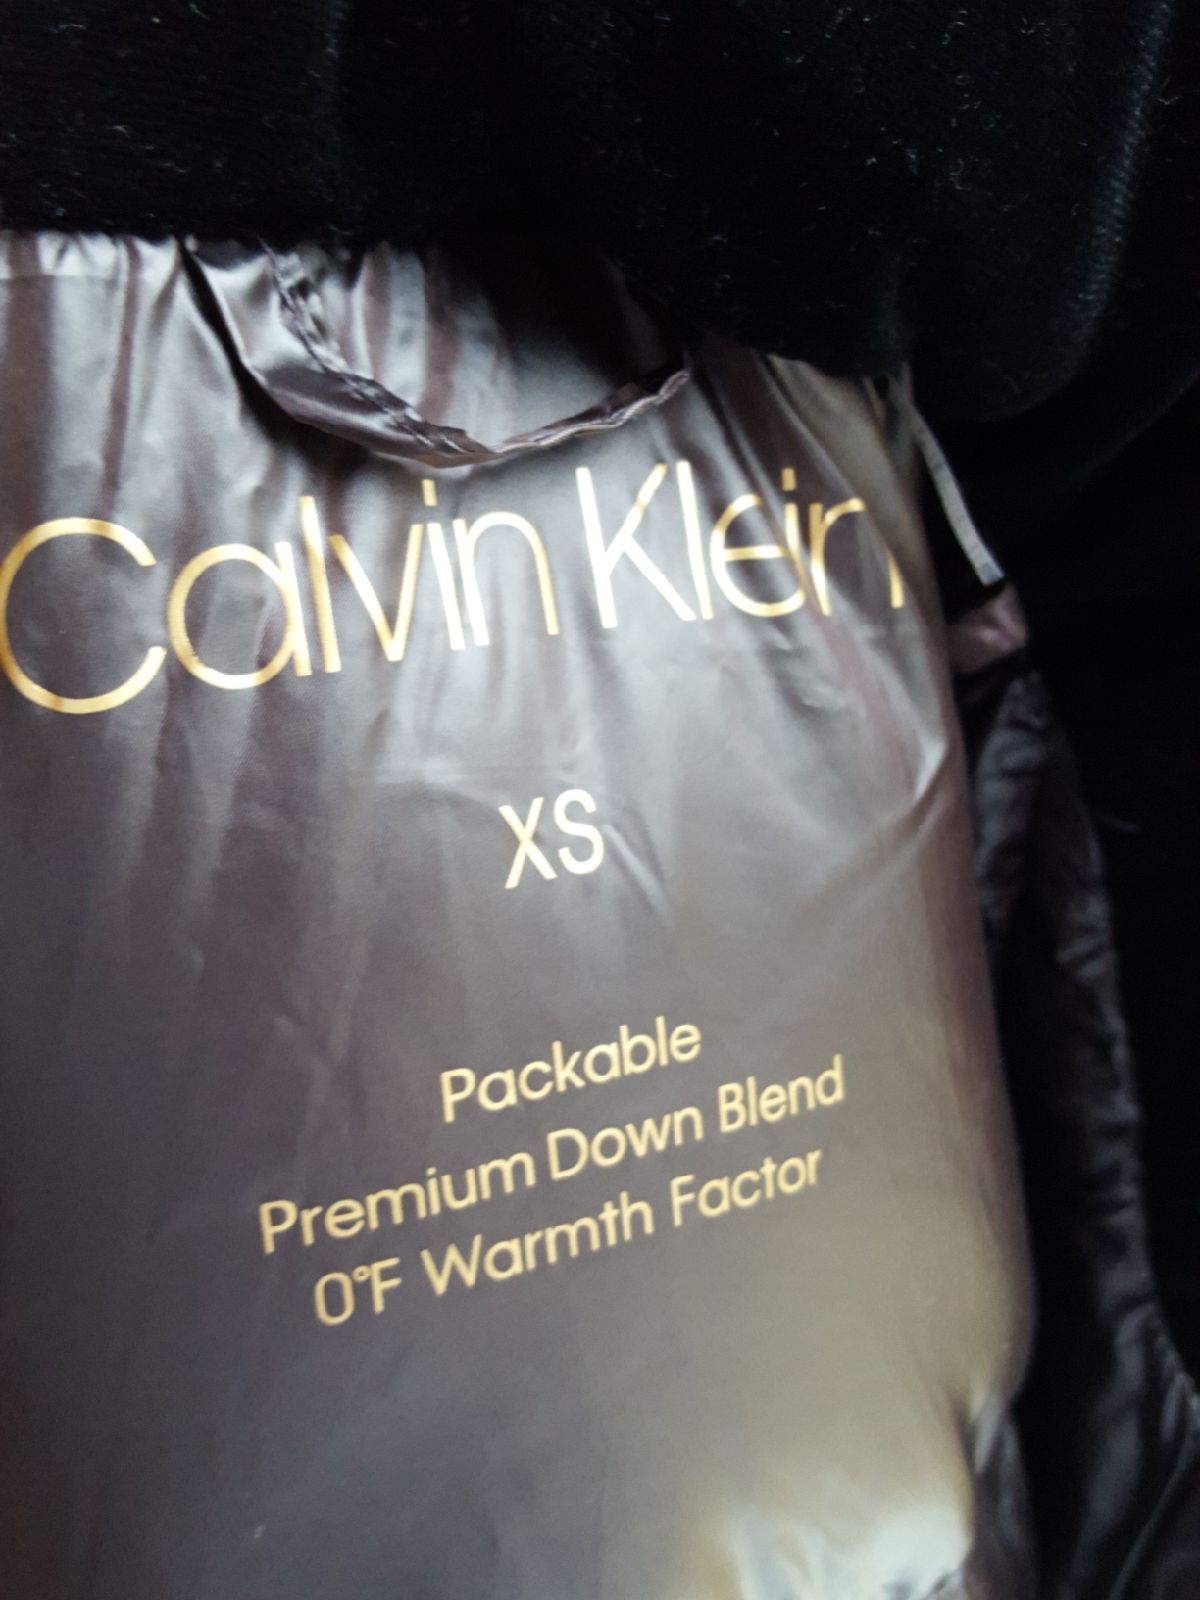 Calvin Klein
XS
Packable
Premium Down Blend
0°F Warmth Factor